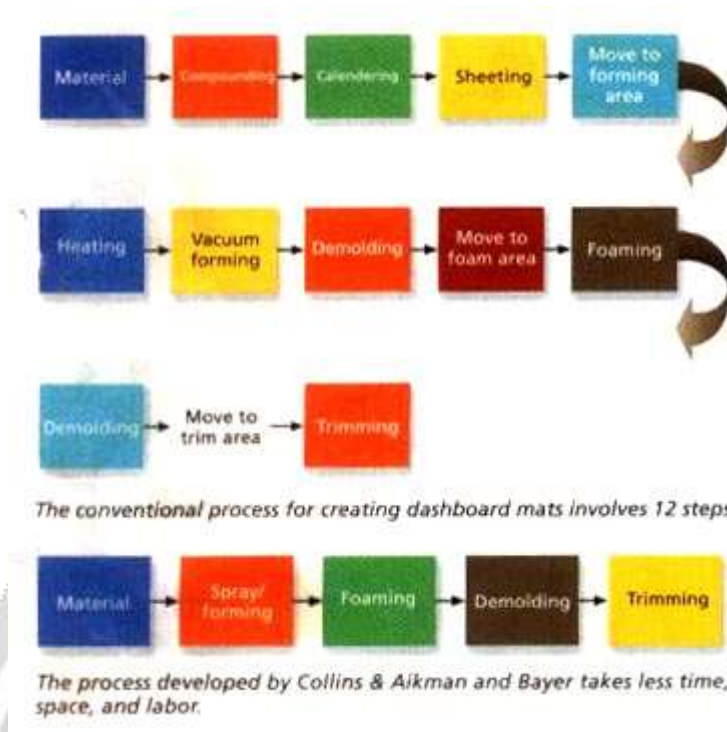 Material
Compounding
Calendering
Sheeting
Move to
forming
area
Heating
Vacuum
forming
Demolding
Move to
foam area
Foaming
Demolding
Move to
trim area
Trimming
The conventional process for creating dashboard mats involves 12 steps
Material
Spray/
forming
Foaming
Demolding
Trimming
The process developed by Collins & Aikman and Bayer takes less time,
space, and labor.